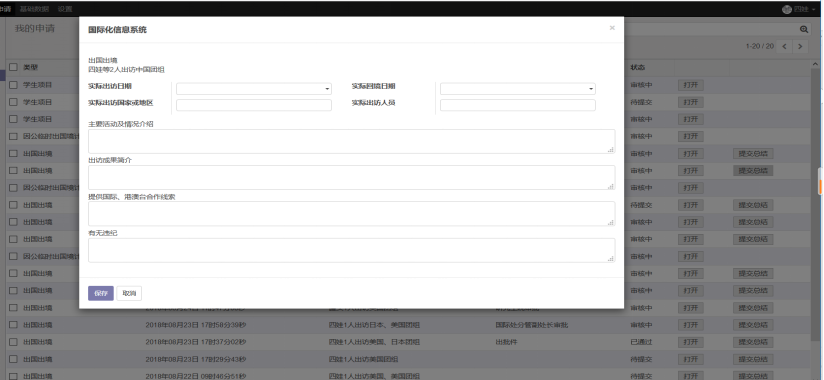 申请 基础数据 设置 四娃
我的申请
国际化信息系统 ×
1-20 / 20
出国出境
四娃等2人出访中国团组
实际出访日期 实际回境日期
实际出访国家或地区 实际出访人员
主要活动及情况介绍
出访成果简介
提供国际、港澳台合作线索
有无违纪
保存 取消
类型 状态
学生项目 审核中 打开
学生项目 待提交 打开
学生项目 审核中 打开
因公临时出国境 审核中 打开
出国出境 审核中 打开 提交总结
出国出境 审核中 打开 提交总结
因公临时出国境 审核中 打开
出国出境 待提交 打开 提交总结
出国出境 审核中 打开 提交总结
出国出境 审核中 打开 提交总结
因公临时出国境 审核中 打开
出国出境 审核中 打开 提交总结
出国出境 审核中 打开 提交总结
出国出境 审核中 打开 提交总结
出国出境 2018年08月23日 17时58分39秒 四娃1人出访日本、美国团组 国际处分管副处长审批 审核中 打开 提交总结
出国出境 2018年08月23日 17时37分02秒 四娃1人出访美国、日本团组 出批件 已通过 打开 提交总结
出国出境 2018年08月23日 17时29分43秒 四娃1人出访美国团组 待提交 打开 提交总结
出国出境 2018年08月22日 09时46分51秒 四娃1人出访美国、英国团组 待提交 打开 提交总结